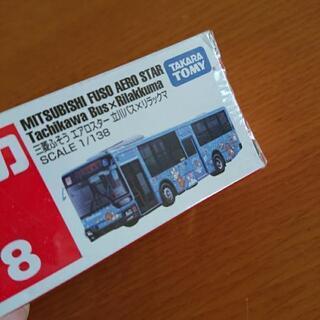 MITSUBISHI FUSO AERO STAR
Tachikawa Bus×Rilakkuma
三菱ふそう エアロスター 立川バス×リラックマ
SCALE 1/138
TAKARA
TOMY
8